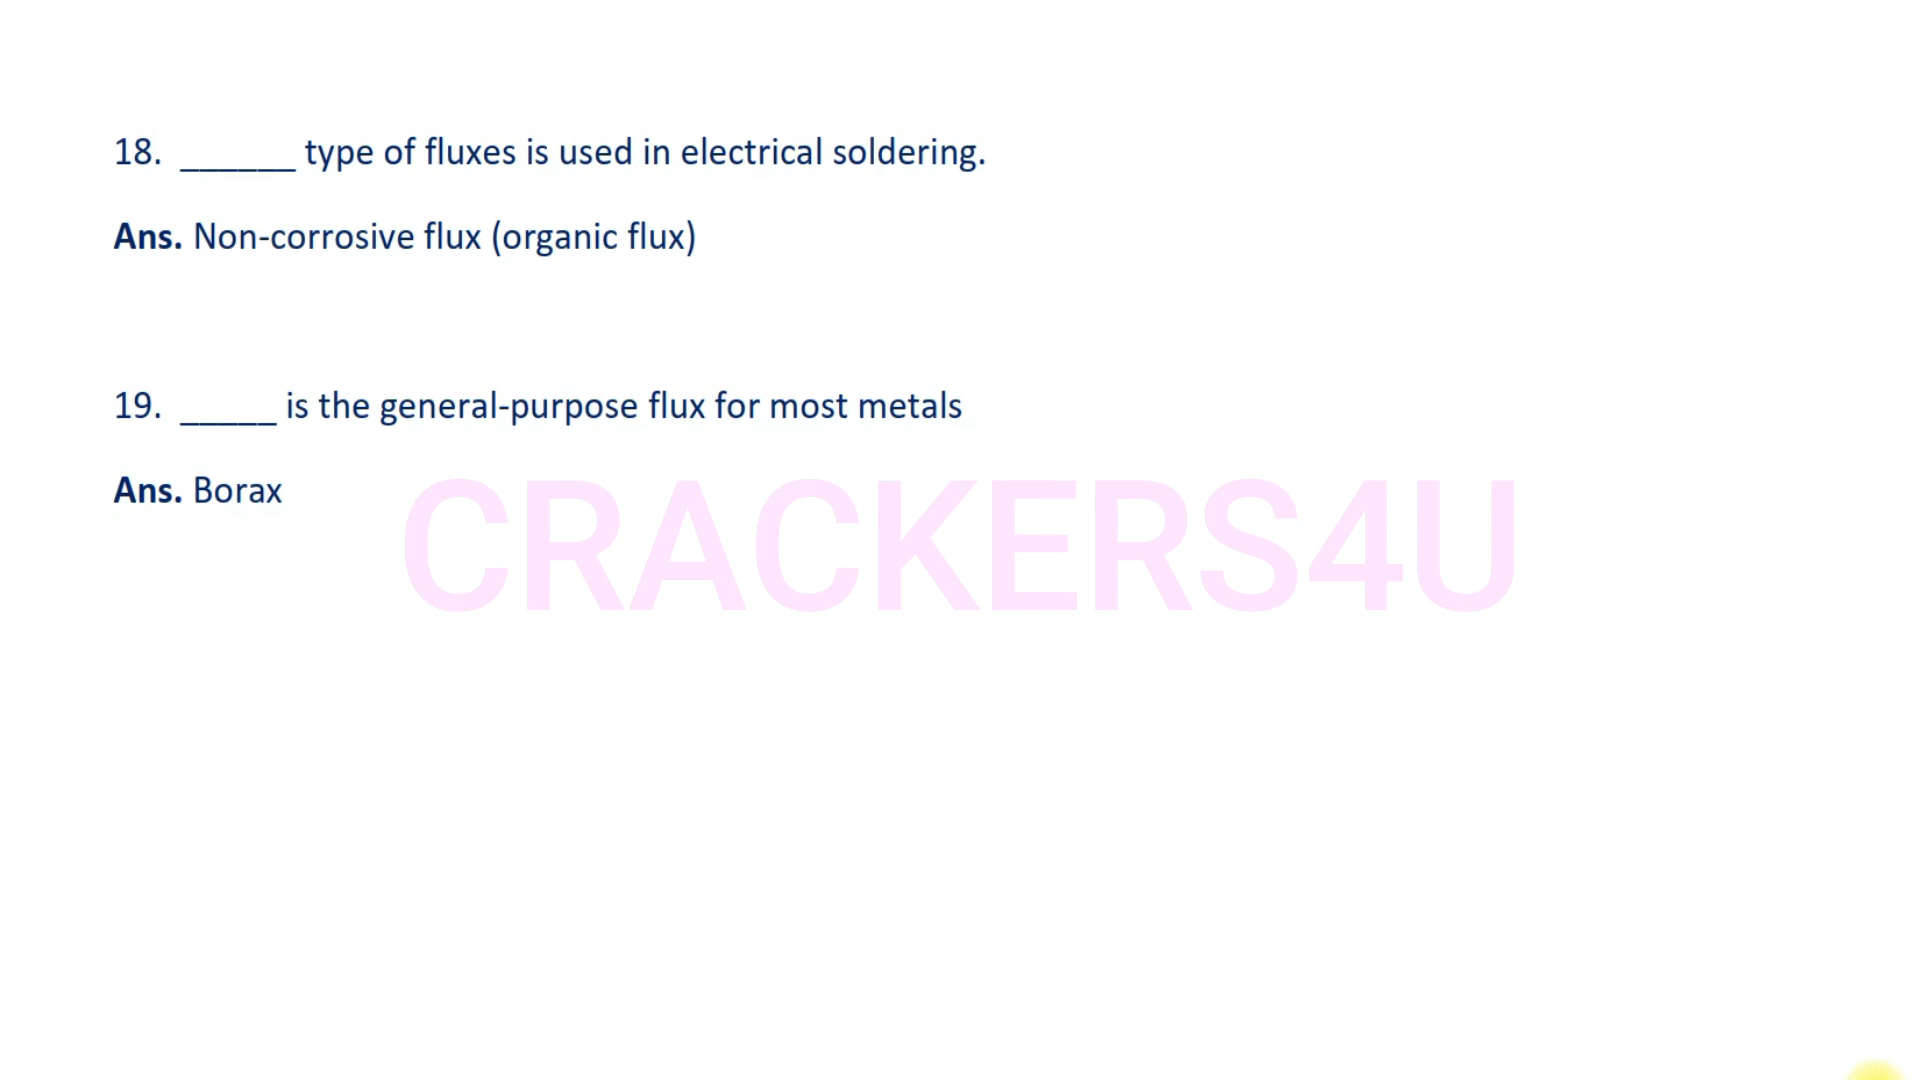 18. ______ type of fluxes is used in electrical soldering.
Ans. Non-corrosive flux (organic flux)
19. _____ is the general-purpose flux for most metals
Ans. Borax
CRACKERS4U